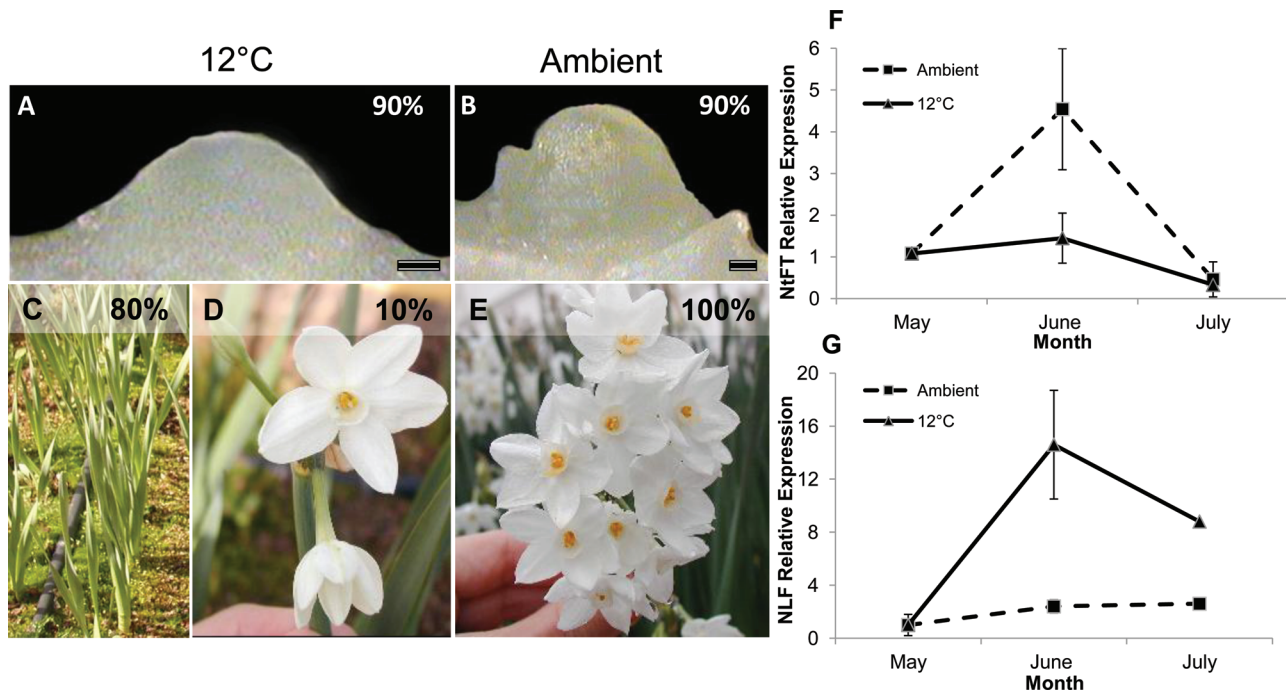 12°C
Ambient
A
90%
B
90%
C
80%
D
10%
E
100%
F
NtFT Relative Expression
6
5
4
3
2
1
0
Ambient
12°C
May
June
July
Month
G
NLF Relative Expression
20
16
12
8
4
0
Ambient
12°C
May
June
July
Month